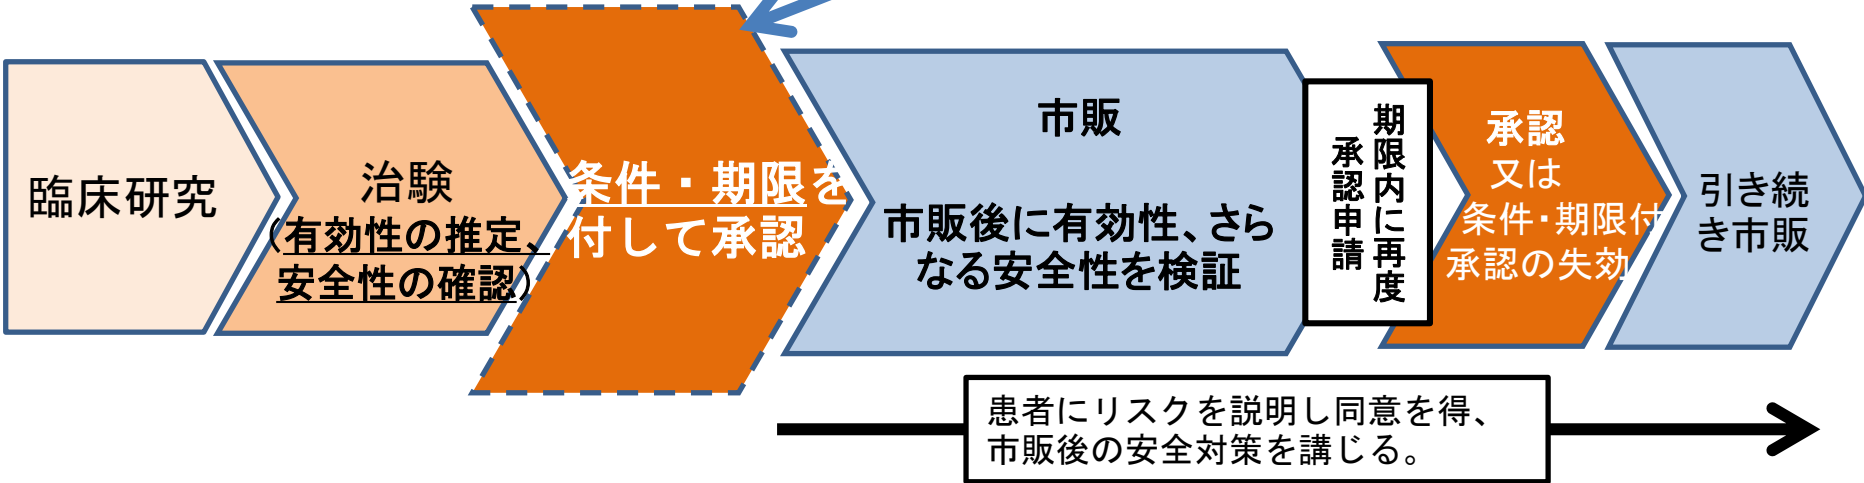 臨床研究
治験
（有効性の推定、
安全性の確認）
条件・期限を
付して承認
市販
市販後に有効性、さら
なる安全性を検証
期限内に再度
承認申請
承認
又は
条件・期限付
承認の失効
引き続
き市販
患者にリスクを説明し同意を得、
市販後の安全対策を講じる。